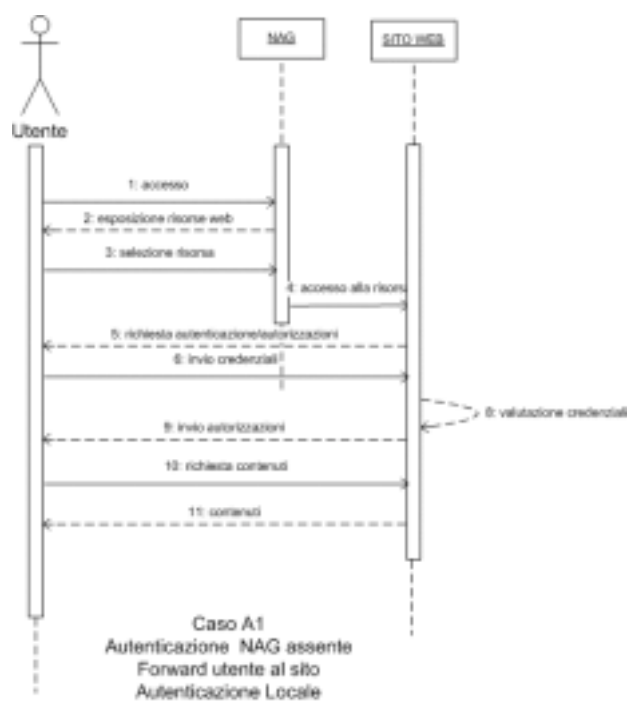 NAG
SITO WEB
Utente
1: accesso
2: esposizione risorse web
3: selezione risorsa
4: accesso alla risorsa
5: richiesta autenticazione/autorizzazioni
6: invio credenziali
8: valutazione credenziali
9: invio autorizzazioni
10: richiesta contenuti
11: contenuti
Caso A1
Autenticazione NAG assente
Forward utente al sito
Autenticazione Locale